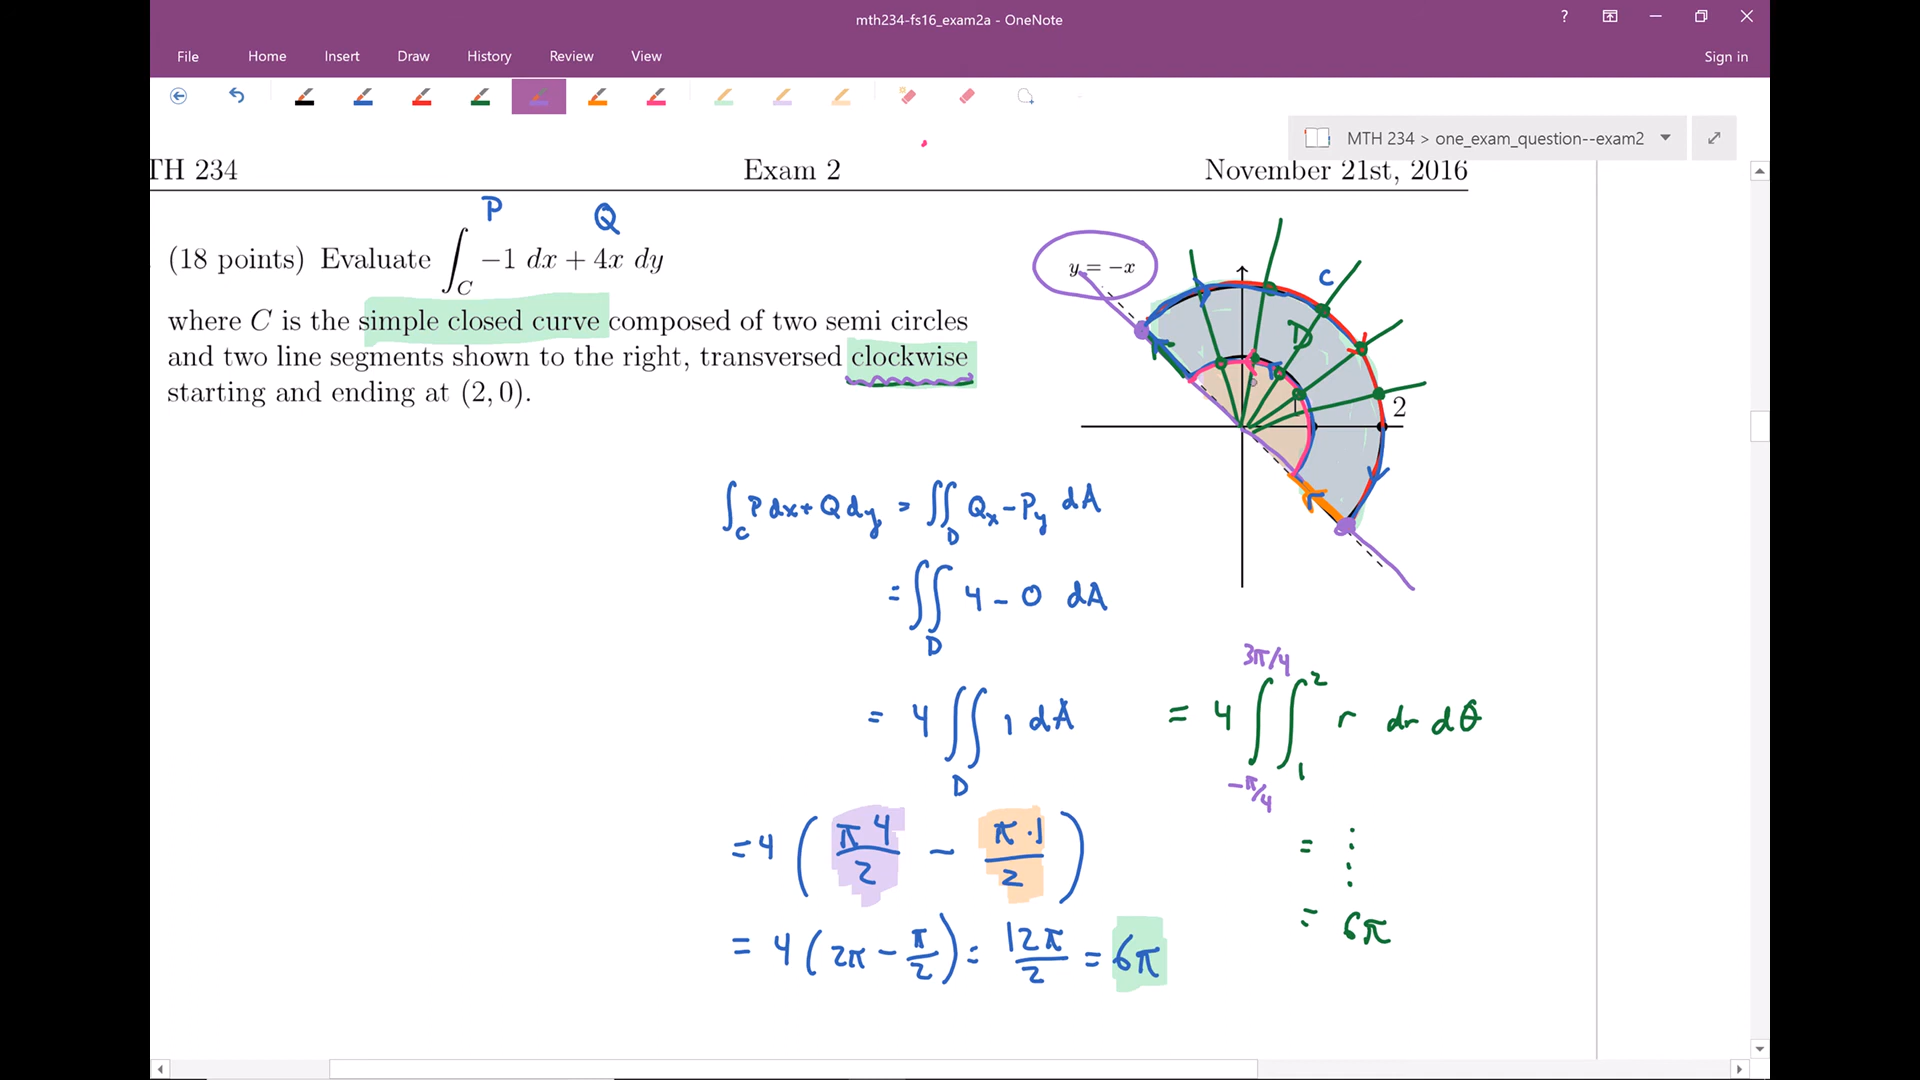 mth234-fs16_exam2a - OneNote
File Home Insert Draw History Review View Sign in
MTH 234 > one_exam_question--exam2
TH 234 Exam 2 November 21st, 2016
P Q
(18 points) Evaluate ∫_C −1 dx + 4x dy
where C is the simple closed curve composed of two semi circles
and two line segments shown to the right, transversed clockwise
starting and ending at (2, 0).
y = −x
C
D
1
2
∫_C P dx + Q dy = ∬_D Q_x − P_y dA
= ∬_D 4 − 0 dA
= 4 ∬_D 1 dA = 4 ∫_{−π/4}^{3π/4} ∫_1^2 r dr dθ
= 4 ( π4/2 − π·1/2 ) = ⋮
= 4 ( 2π − π/2 ) = 12π/2 = 6π = 6π